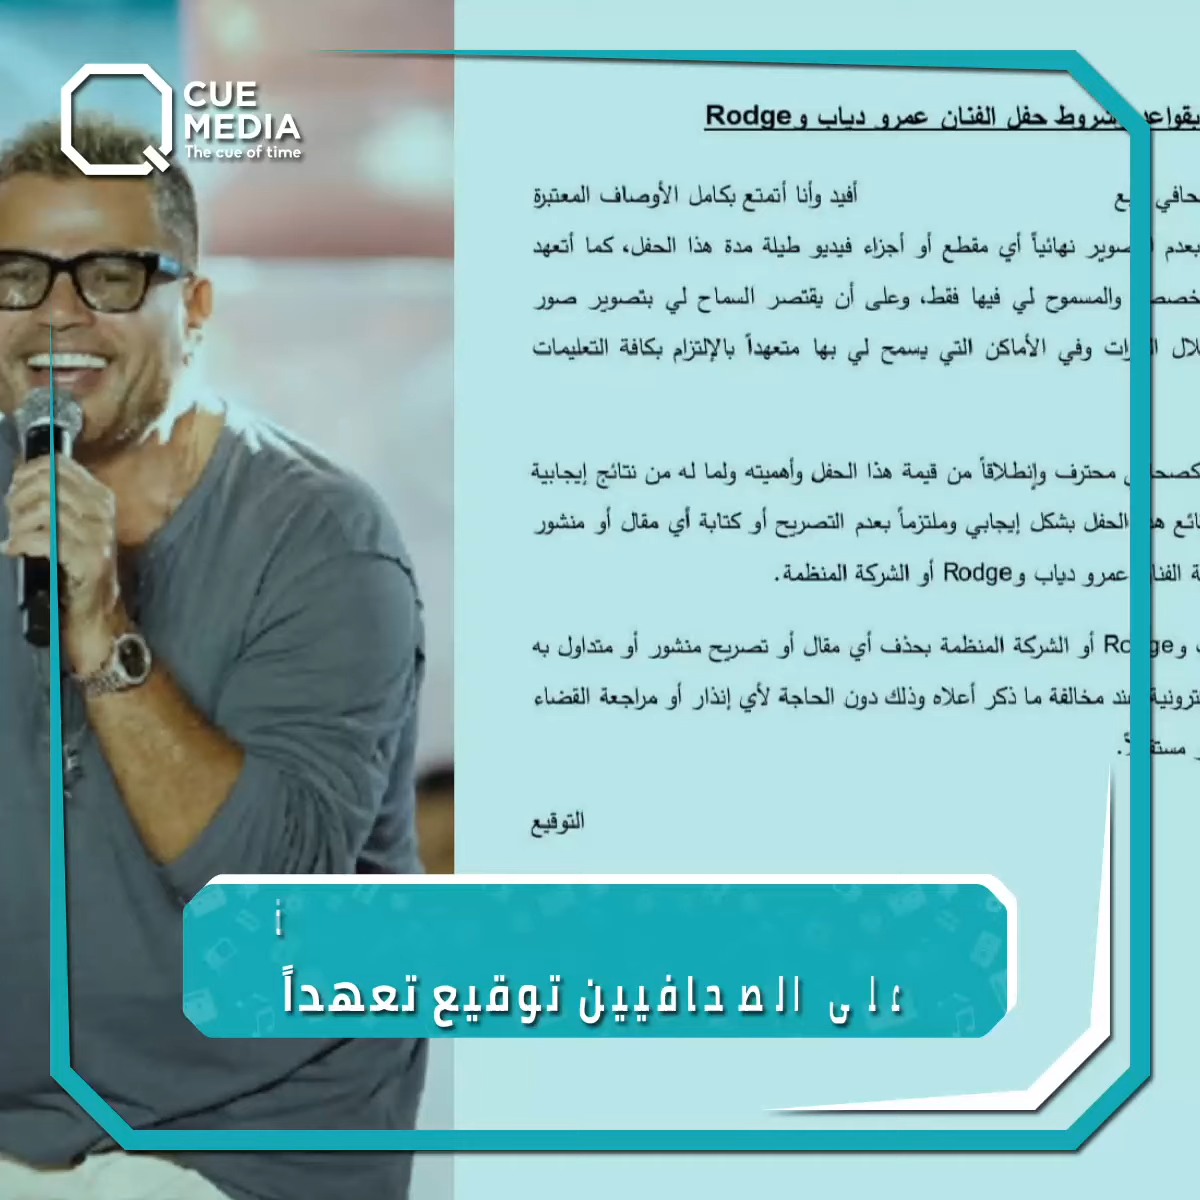 CUE
MEDIA
The cue of time
وشروط حفل الفنان عمرو دياب وRodge
أفيد وأنا أتمتع بكامل الأوصاف المعتبرة
بعدم نهائياً أي مقطع أو أجزاء فيديو طيلة مدة هذا الحفل، كما أتعهد
والمسموح لي فيها فقط، وعلى أن يقتصر السماح لي بتصوير صور
وفي الأماكن التي يسمح لي بها متعهداً بالإلتزام بكافة التعليمات
محترف وإنطلاقاً من قيمة هذا الحفل وأهميته ولما له من نتائج إيجابية
الحفل بشكل إيجابي وملتزماً بعدم التصريح أو كتابة أي مقال أو منشور
عمرو دياب وRodge أو الشركة المنظمة.
أو الشركة المنظمة بحذف أي مقال أو تصريح منشور أو متداول به
مخالفة ما ذكر أعلاه وذلك دون الحاجة لأي إنذار أو مراجعة القضاء
التوقيع
على الصحافيين توقيع تعهداً